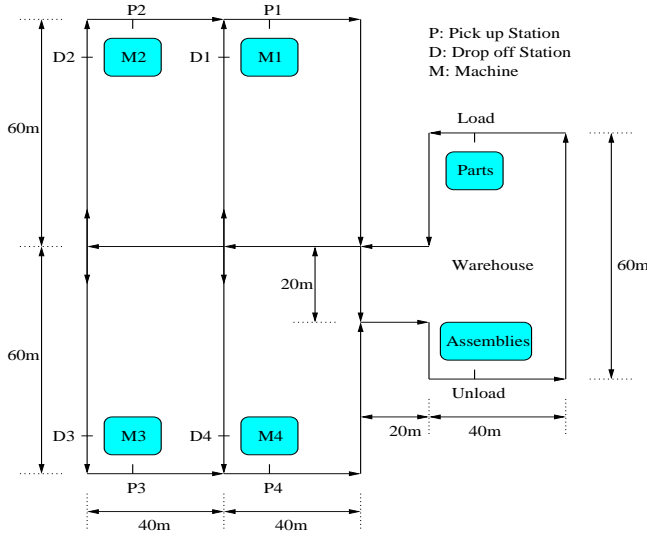 P2
P1
P: Pick up Station
D: Drop off Station
M: Machine
D2
M2
D1
M1
60m
Load
Parts
Warehouse
60m
20m
60m
Assemblies
Unload
D3
M3
D4
M4
20m
40m
P3
P4
40m
40m